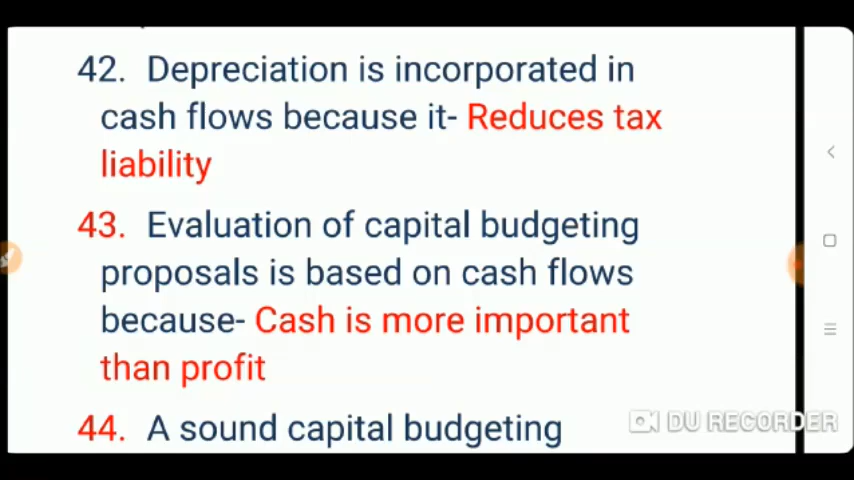 42. Depreciation is incorporated in
cash flows because it- Reduces tax
liability
43. Evaluation of capital budgeting
proposals is based on cash flows
because- Cash is more important
than profit
44. A sound capital budgeting
DU RECORDER